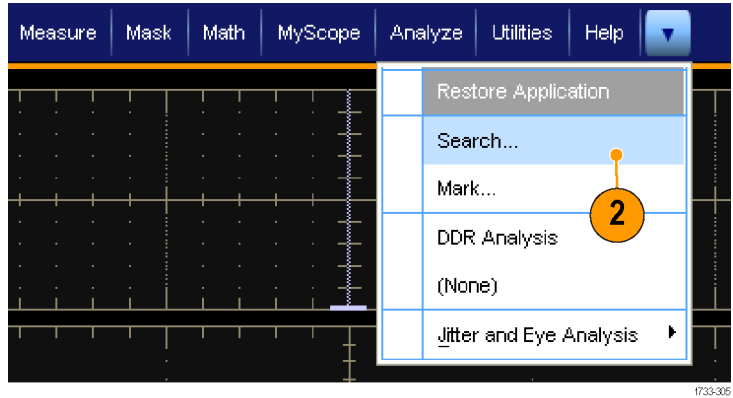 Measure Mask Math MyScope Analyze Utilities Help
Restore Application
Search...
Mark...
2
DDR Analysis
(None)
Jitter and Eye Analysis
1733-305